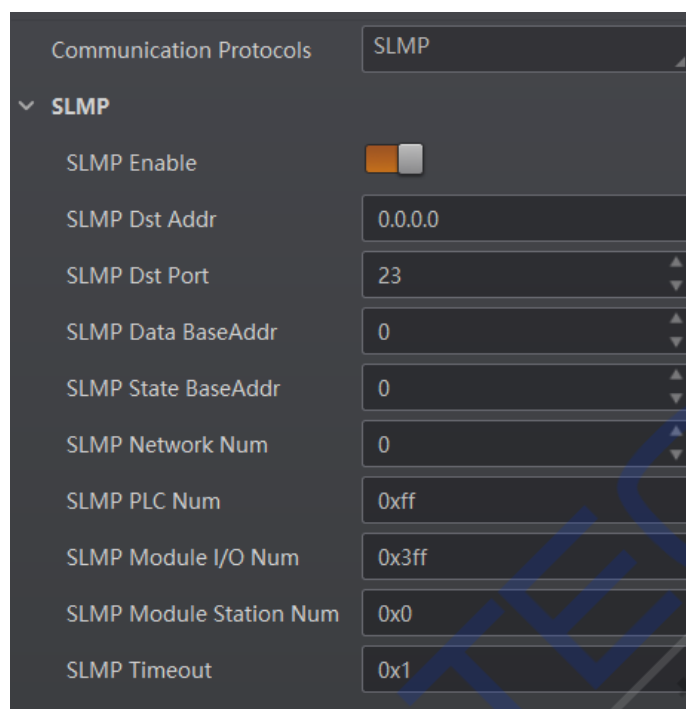 Communication Protocols SLMP
SLMP
SLMP Enable
SLMP Dst Addr 0.0.0.0
SLMP Dst Port 23
SLMP Data BaseAddr 0
SLMP State BaseAddr 0
SLMP Network Num 0
SLMP PLC Num 0xff
SLMP Module I/O Num 0x3ff
SLMP Module Station Num 0x0
SLMP Timeout 0x1